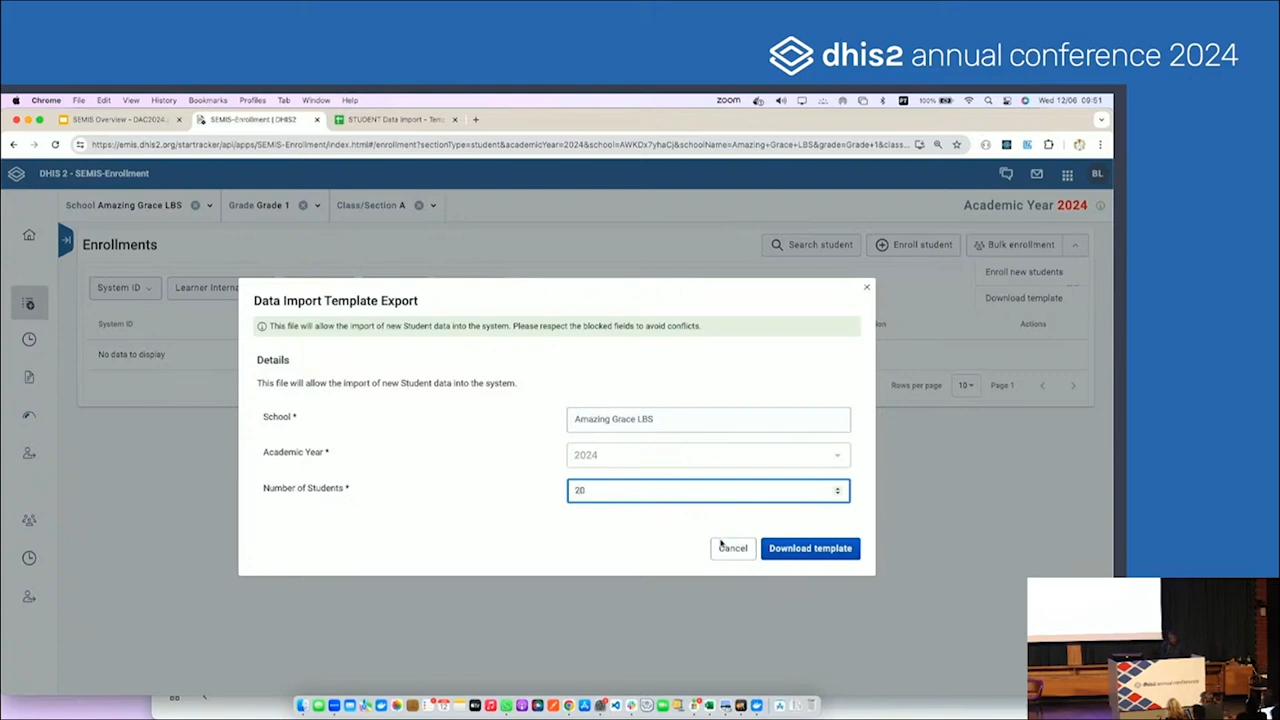 dhis2 annual conference 2024
Chrome File Edit View History Bookmarks Profiles Tab Window Help
zoom PT 100% Wed 12/06 09:51
SEMIS Overview - DAC2024
SEMIS-Enrollment | DHIS2
STUDENT Data Import - Temp
https://emis.dhis2.org/startracker/api/apps/SEMIS-Enrollment/index.html#/enrollment?sectionType=student&academicYear=2024&school=AWKDx7yhaCj&schoolName=Amazing+Grace+LBS&grade=Grade+1&class...
DHIS 2 - SEMIS-Enrollment
BL
School Amazing Grace LBS
Grade Grade 1
Class/Section A
Academic Year 2024
Enrollments
Search student
Enroll student
Bulk enrollment
Enroll new students
Download template
System ID
Learner Interna
System ID
ion
Actions
No data to display
Rows per page 10 Page 1
Data Import Template Export
This file will allow the import of new Student data into the system. Please respect the blocked fields to avoid conflicts.
Details
This file will allow the import of new Student data into the system.
School *
Amazing Grace LBS
Academic Year *
2024
Number of Students *
20
Cancel
Download template
dhis2 annual conference